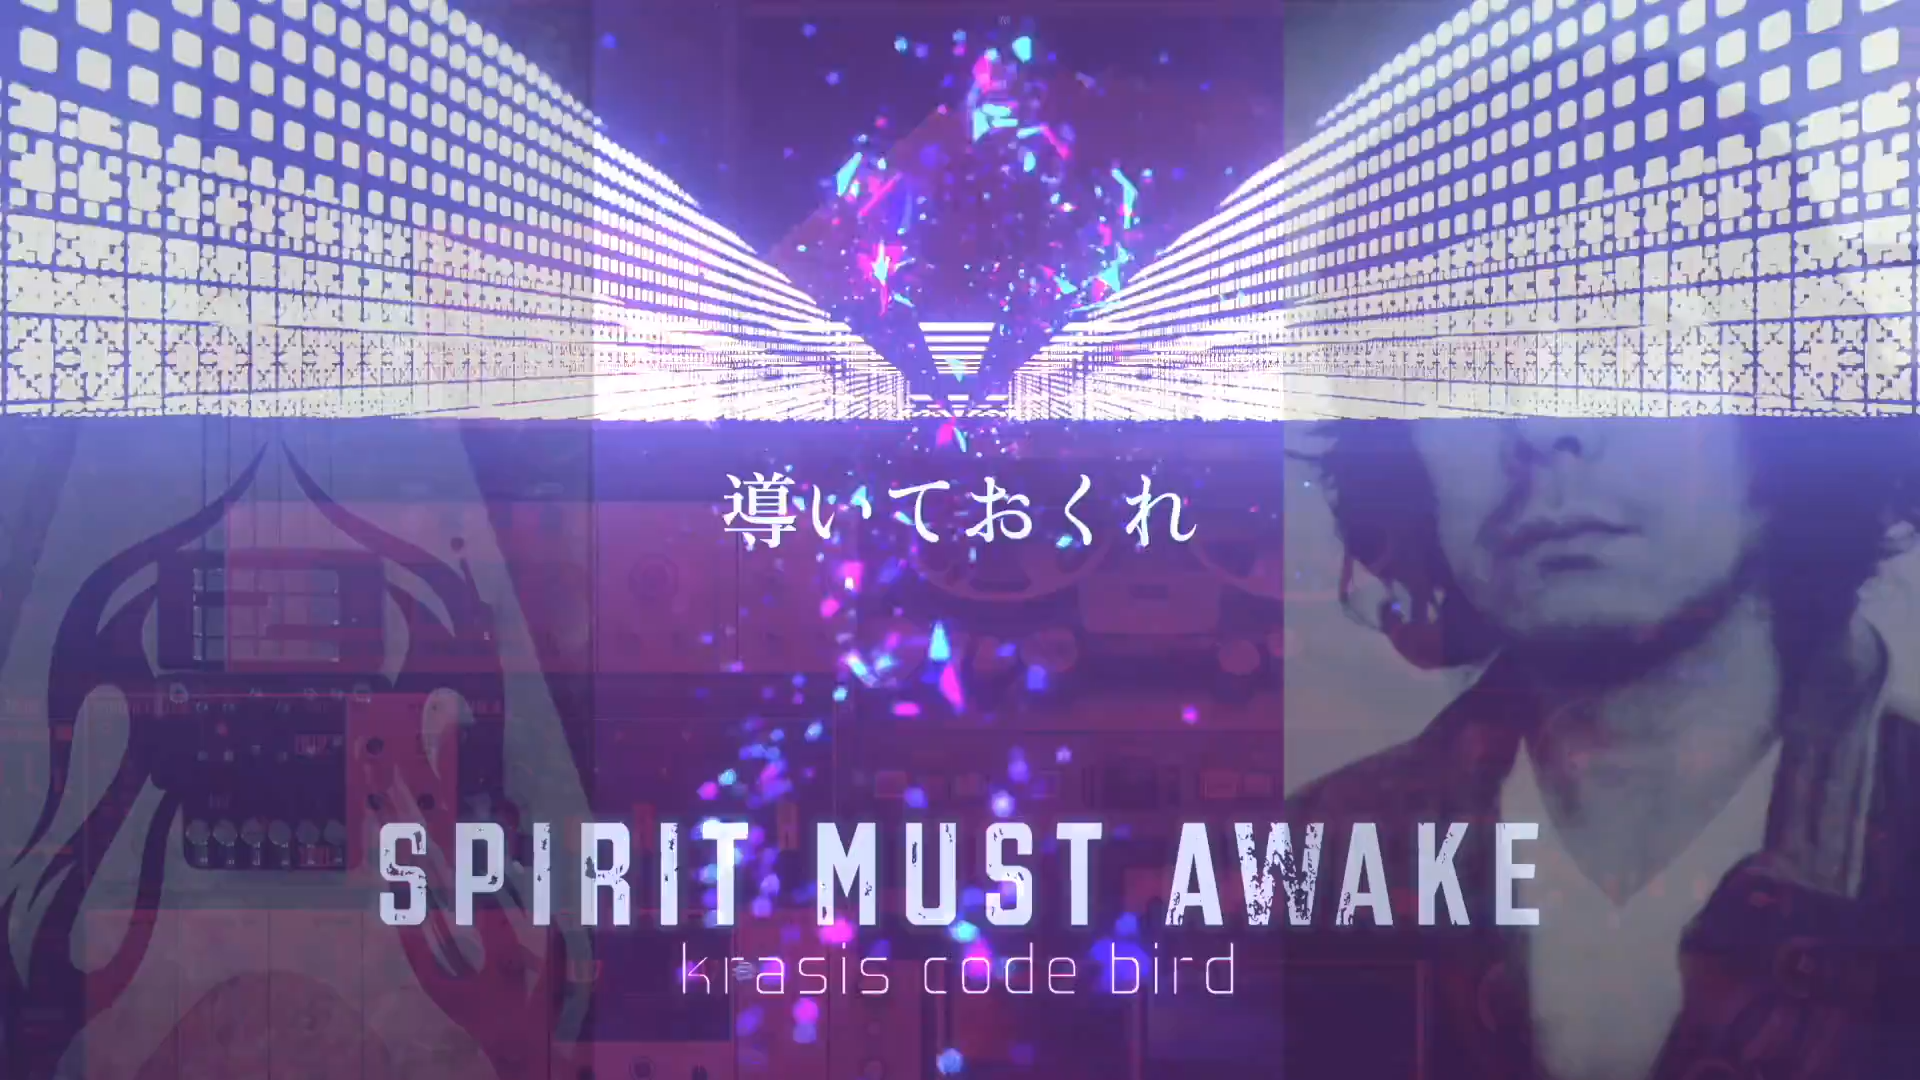 導いておくれ
SPIRIT MUST AWAKE
krasis code bird